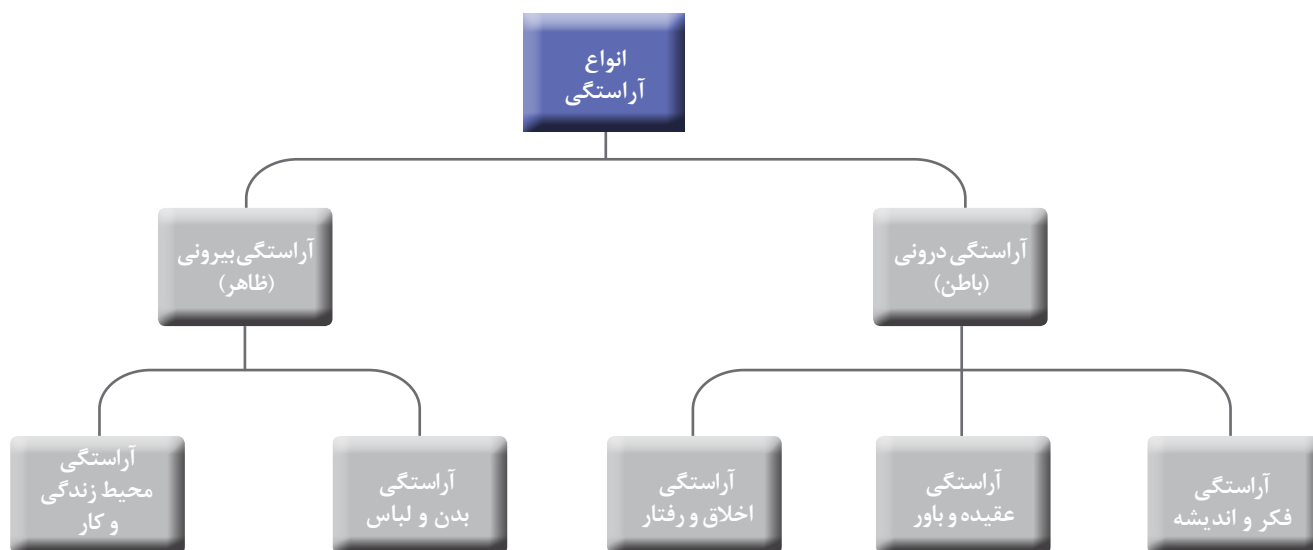 انواع
آراستگی
آراستگی درونی
(باطن)
آراستگی بیرونی
(ظاهر)
آراستگی
فکر و اندیشه
آراستگی
عقیده و باور
آراستگی
اخلاق و رفتار
آراستگی
بدن و لباس
آراستگی
محیط زندگی
و کار